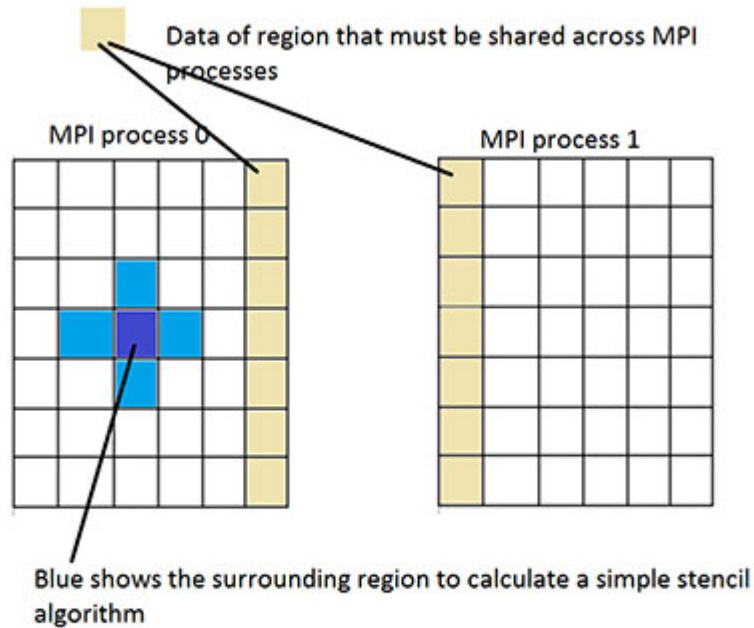 Data of region that must be shared across MPI
processes
MPI process 0
MPI process 1
Blue shows the surrounding region to calculate a simple stencil
algorithm